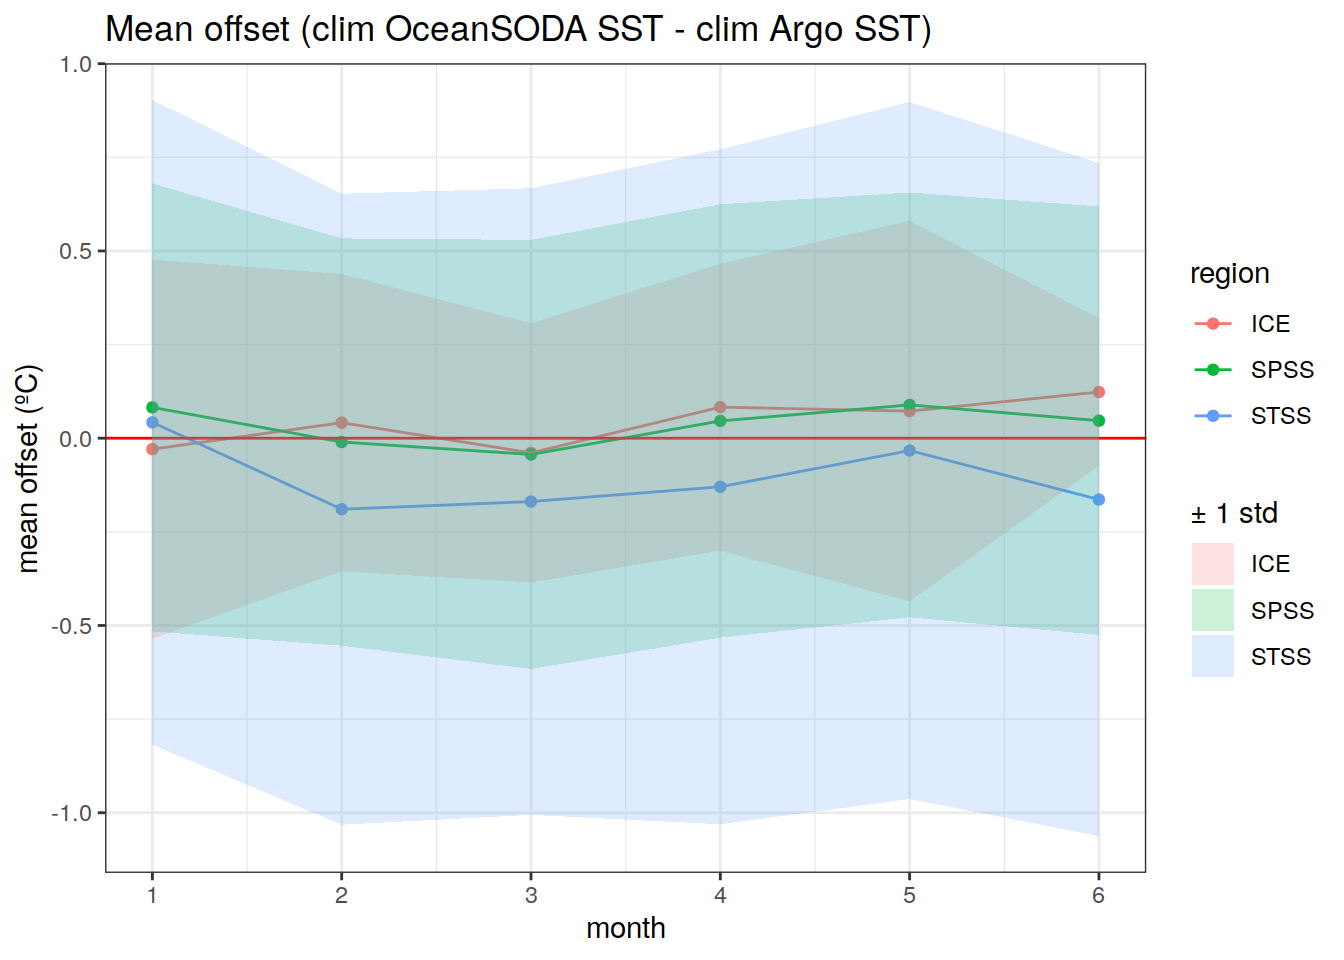 Mean offset (clim OceanSODA SST - clim Argo SST)
mean offset (ºC)
1.0
0.5
0.0
-0.5
-1.0
1 2 3 4 5 6
month
region
ICE
SPSS
STSS
± 1 std
ICE
SPSS
STSS